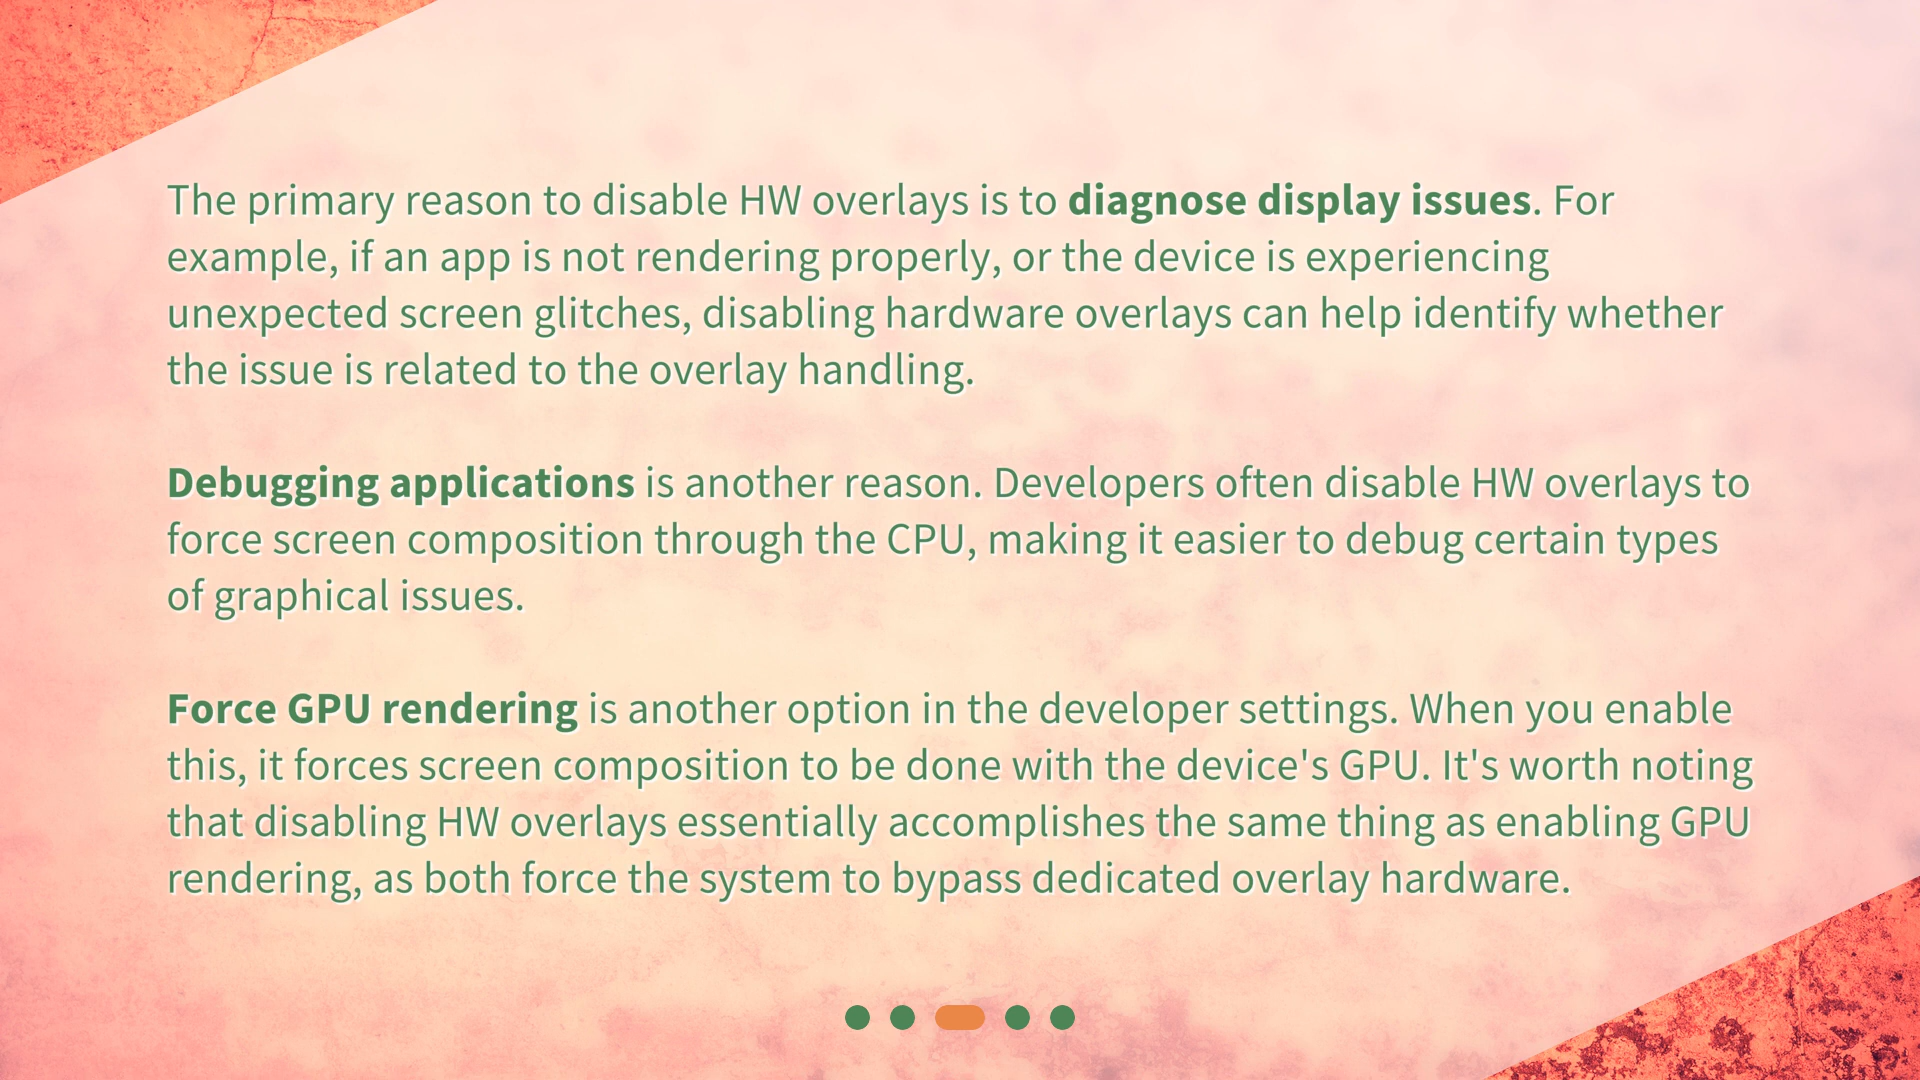 The primary reason to disable HW overlays is to diagnose display issues. For
example, if an app is not rendering properly, or the device is experiencing
unexpected screen glitches, disabling hardware overlays can help identify whether
the issue is related to the overlay handling.
Debugging applications is another reason. Developers often disable HW overlays to
force screen composition through the CPU, making it easier to debug certain types
of graphical issues.
Force GPU rendering is another option in the developer settings. When you enable
this, it forces screen composition to be done with the device's GPU. It's worth noting
that disabling HW overlays essentially accomplishes the same thing as enabling GPU
rendering, as both force the system to bypass dedicated overlay hardware.